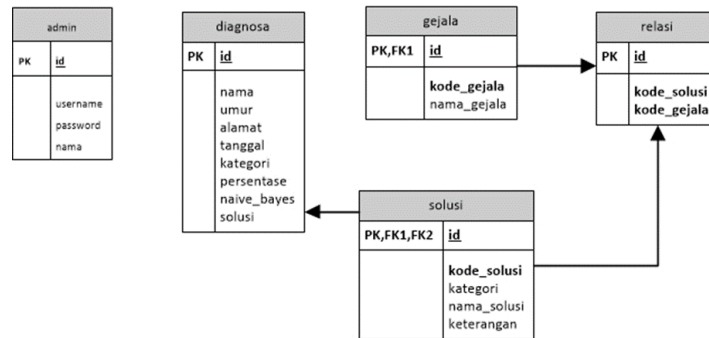 admin
PK id
username
password
nama
diagnosa
PK id
nama
umur
alamat
tanggal
kategori
persentase
naive_bayes
solusi
gejala
PK,FK1 id
kode_gejala
nama_gejala
relasi
PK id
kode_solusi
kode_gejala
solusi
PK,FK1,FK2 id
kode_solusi
kategori
nama_solusi
keterangan